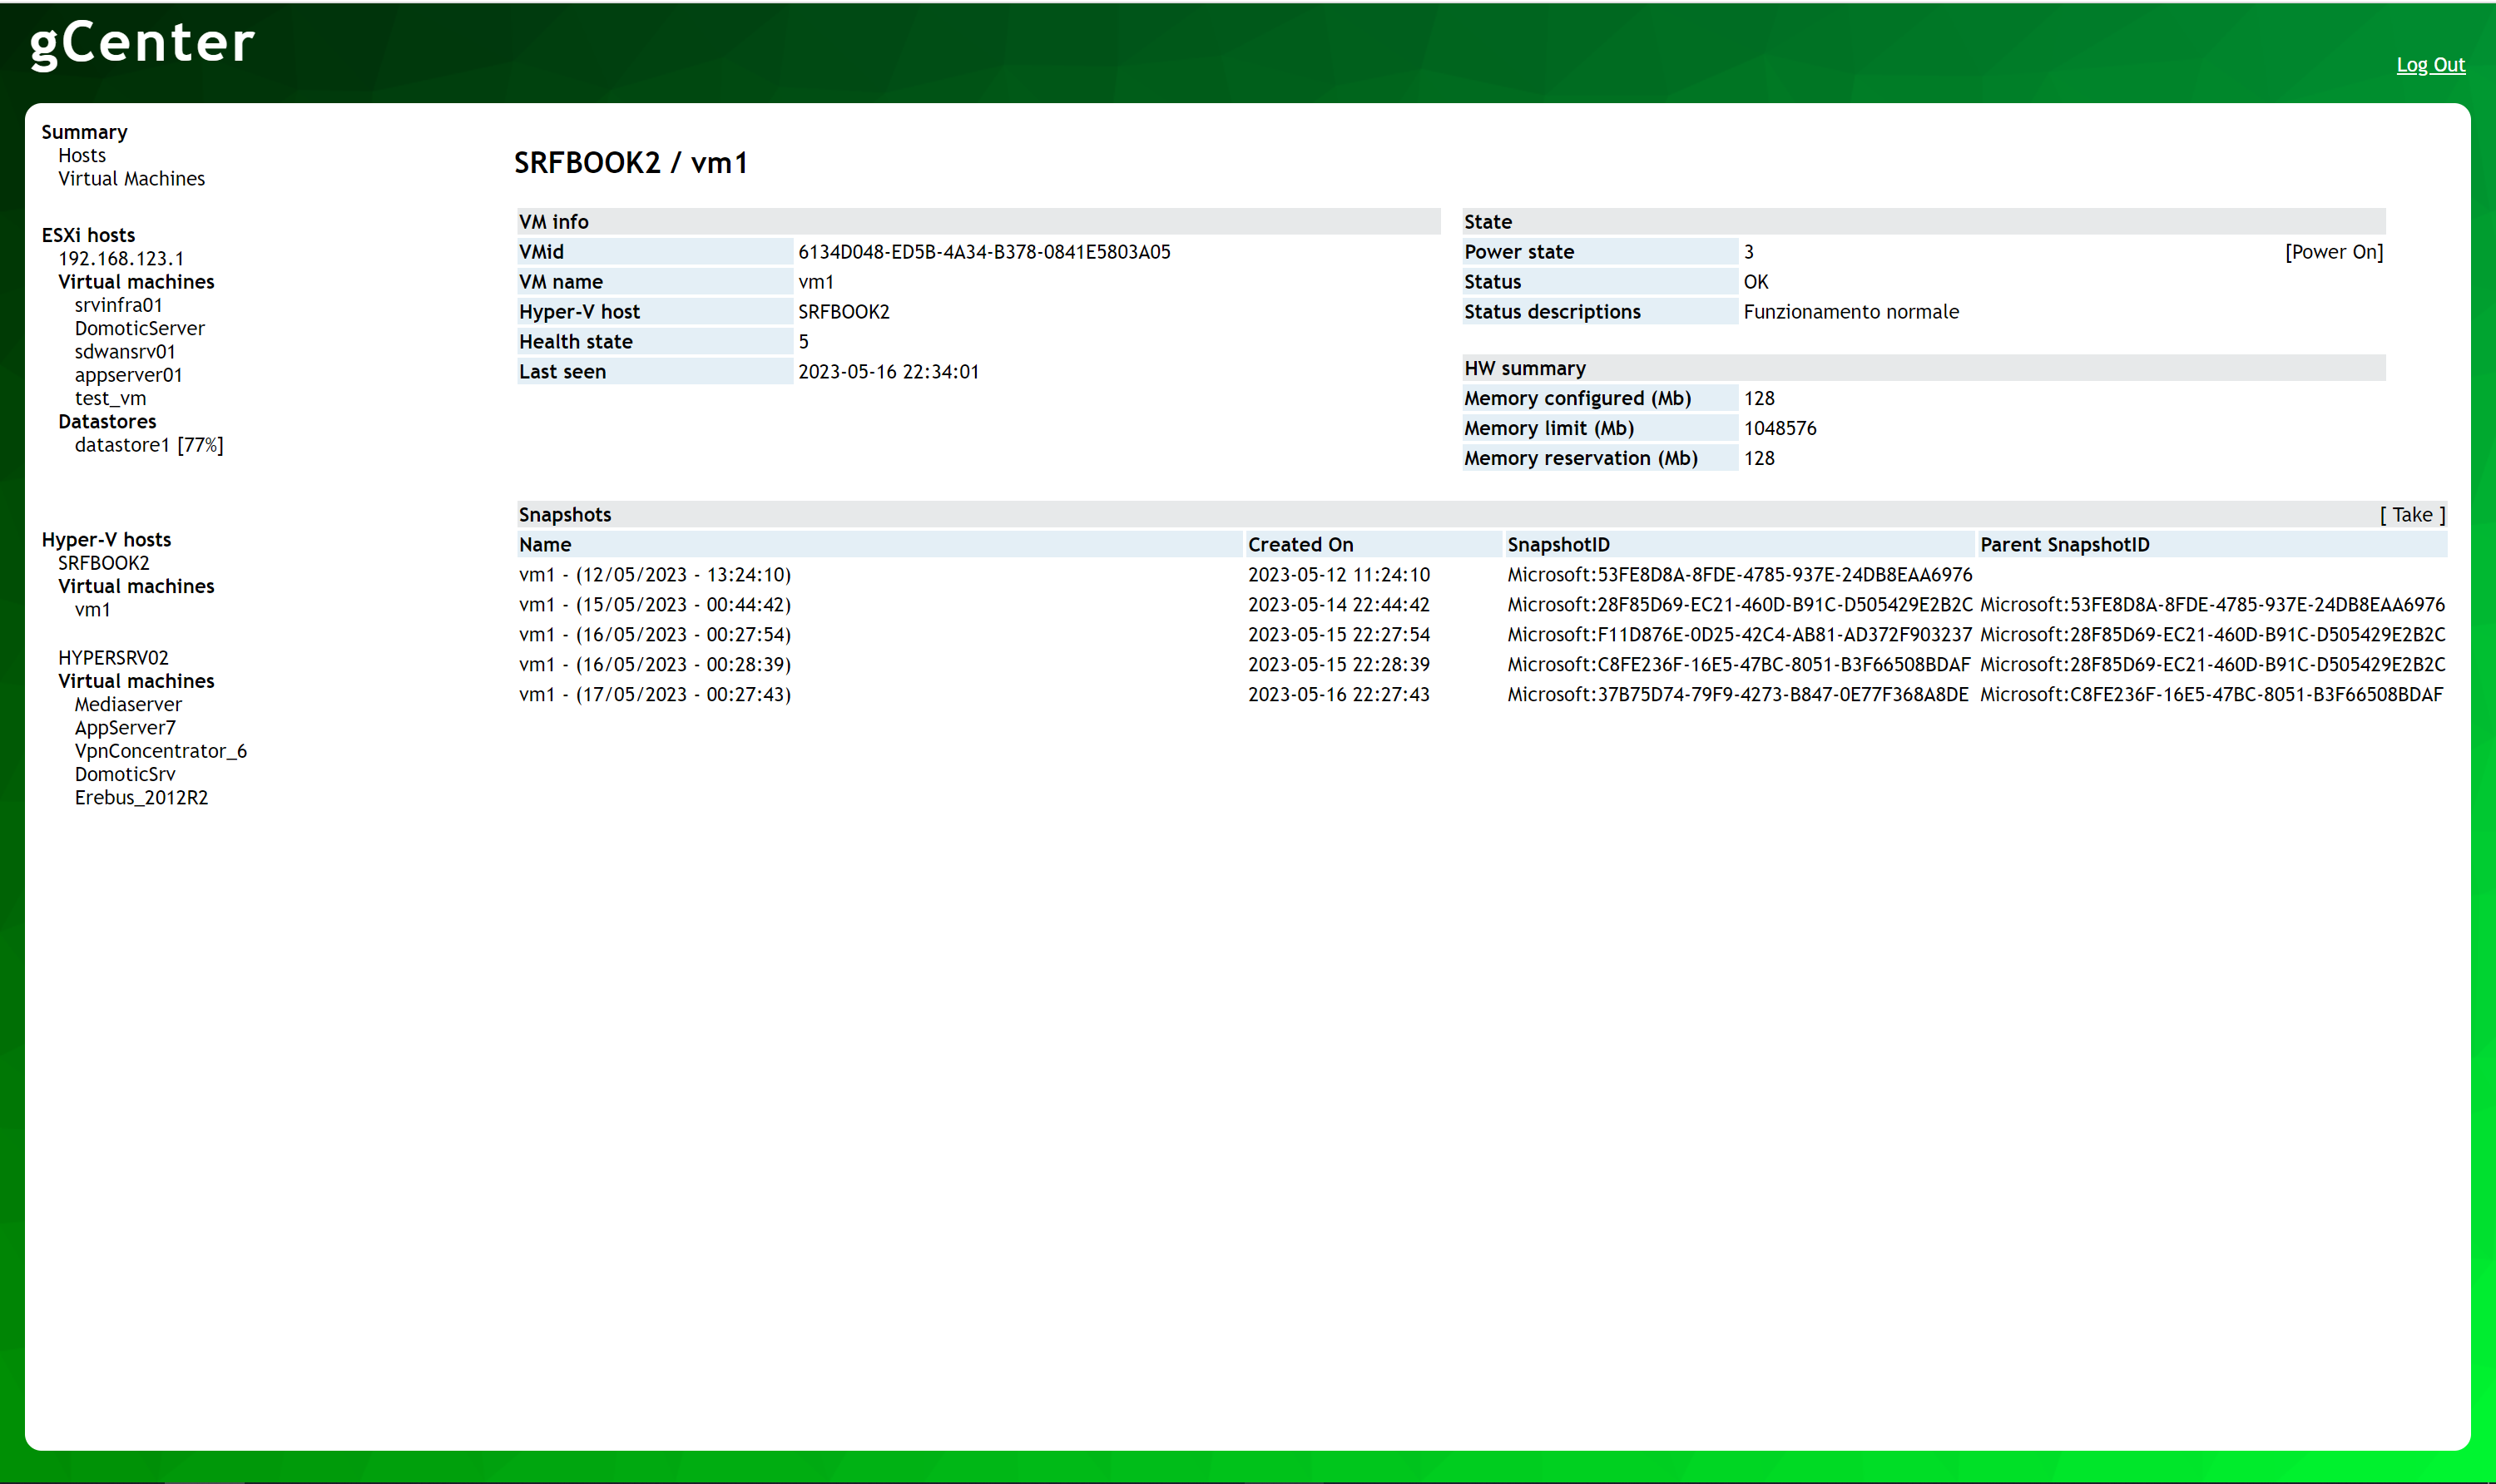 gCenter
Log Out
Summary
Hosts
Virtual Machines
ESXi hosts
192.168.123.1
Virtual machines
srvinfra01
DomoticServer
sdwansrv01
appserver01
test_vm
Datastores
datastore1 [77%]
Hyper-V hosts
SRFBOOK2
Virtual machines
vm1
HYPERSRV02
Virtual machines
Mediaserver
AppServer7
VpnConcentrator_6
DomoticSrv
Erebus_2012R2
SRFBOOK2 / vm1
VM info
VMid 6134D048-ED5B-4A34-B378-0841E5803A05
VM name vm1
Hyper-V host SRFBOOK2
Health state 5
Last seen 2023-05-16 22:34:01
State
Power state 3 [Power On]
Status OK
Status descriptions Funzionamento normale
HW summary
Memory configured (Mb) 128
Memory limit (Mb) 1048576
Memory reservation (Mb) 128
Snapshots [ Take ]
Name Created On SnapshotID Parent SnapshotID
vm1 - (12/05/2023 - 13:24:10) 2023-05-12 11:24:10 Microsoft:53FE8D8A-8FDE-4785-937E-24DB8EAA6976
vm1 - (15/05/2023 - 00:44:42) 2023-05-14 22:44:42 Microsoft:28F85D69-EC21-460D-B91C-D505429E2B2C Microsoft:53FE8D8A-8FDE-4785-937E-24DB8EAA6976
vm1 - (16/05/2023 - 00:27:54) 2023-05-15 22:27:54 Microsoft:F11D876E-0D25-42C4-AB81-AD372F903237 Microsoft:28F85D69-EC21-460D-B91C-D505429E2B2C
vm1 - (16/05/2023 - 00:28:39) 2023-05-15 22:28:39 Microsoft:C8FE236F-16E5-47BC-8051-B3F66508BDAF Microsoft:28F85D69-EC21-460D-B91C-D505429E2B2C
vm1 - (17/05/2023 - 00:27:43) 2023-05-16 22:27:43 Microsoft:37B75D74-79F9-4273-B847-0E77F368A8DE Microsoft:C8FE236F-16E5-47BC-8051-B3F66508BDAF